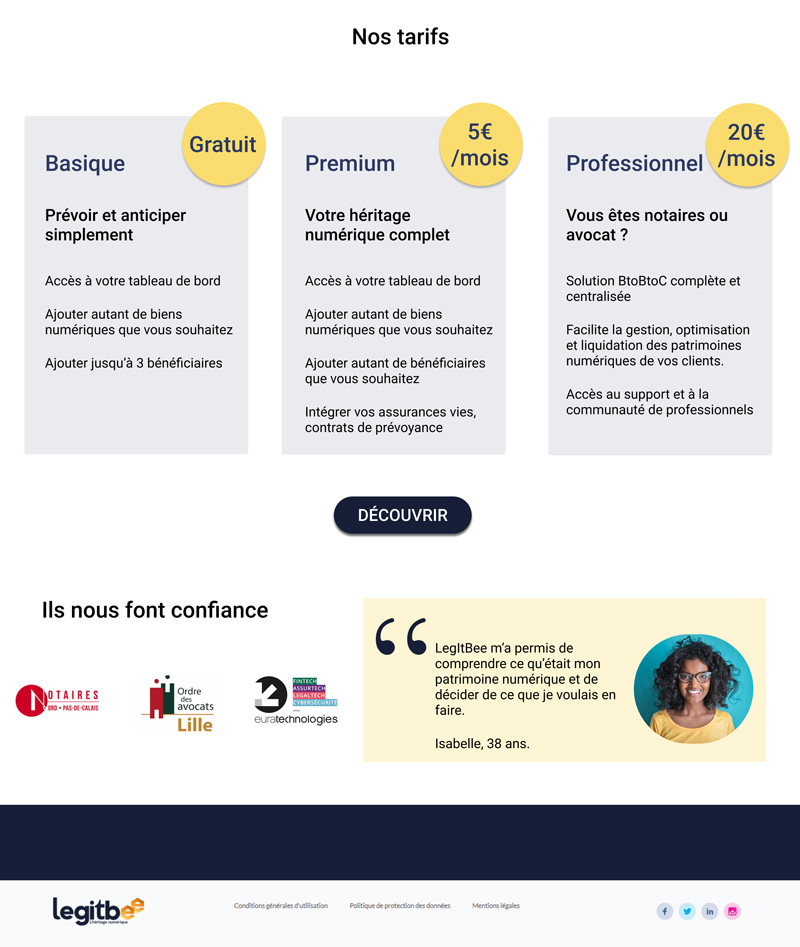 Nos tarifs
Gratuit
Basique
Prévoir et anticiper
simplement
Accès à votre tableau de bord
Ajouter autant de biens
numériques que vous souhaitez
Ajouter jusqu’à 3 bénéficiaires
5€
/mois
Premium
Votre héritage
numérique complet
Accès à votre tableau de bord
Ajouter autant de biens
numériques que vous souhaitez
Ajouter autant de bénéficiaires
que vous souhaitez
Intégrer vos assurances vies,
contrats de prévoyance
20€
/mois
Professionnel
Vous êtes notaires ou
avocat ?
Solution BtoBtoC complète et
centralisée
Facilite la gestion, optimisation
et liquidation des patrimoines
numériques de vos clients.
Accès au support et à la
communauté de professionnels
DÉCOUVRIR
Ils nous font confiance
NOTAIRES
NORD • PAS-DE-CALAIS
Ordre
des
avocats
Lille
FINTECH
ASSURTECH
LEGALTECH
CYBERSÉCURITÉ
euratechnologies
LegItBee m’a permis de
comprendre ce qu’était mon
patrimoine numérique et de
décider de ce que je voulais en
faire.
Isabelle, 38 ans.
legitbee
L'héritage numérique
Conditions générales d'utilisation
Politique de protection des données
Mentions légales